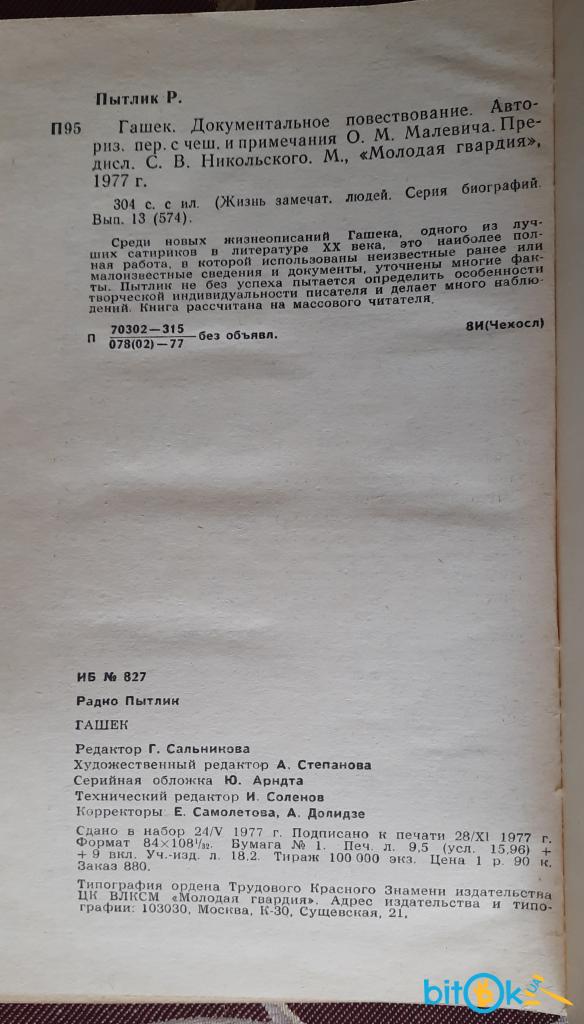 Пытлик Р.
П95 Гашек. Документальное повествование. Авто-
риз. пер. с чеш. и примечания О. М. Малевича. Пре-
дисл. С. В. Никольского. М., «Молодая гвардия»,
1977 г.
304 с. с ил. (Жизнь замечат. людей. Серия биографий.
Вып. 13 (574).
Среди новых жизнеописаний Гашека, одного из луч-
ших сатириков в литературе XX века, это наиболее пол-
ная работа, в которой использованы неизвестные ранее или
малоизвестные сведения и документы, уточнены многие фак-
ты. Пытлик не без успеха пытается определить особенности
творческой индивидуальности писателя и делает много наблю-
дений. Книга рассчитана на массового читателя.
П 70302—315 / 078(02)—77 без объявл. 8И(Чехосл)
ИБ № 827
Радко Пытлик
ГАШЕК
Редактор Г. Сальникова
Художественный редактор А. Степанова
Серийная обложка Ю. Арндта
Технический редактор И. Соленов
Корректоры: Е. Самолетова, А. Долидзе
Сдано в набор 24/V 1977 г. Подписано к печати 28/XI 1977 г.
Формат 84×108 1/32. Бумага № 1. Печ. л. 9,5 (усл. 15,96) +
+ 9 вкл. Уч.-изд. л. 18,2. Тираж 100 000 экз. Цена 1 р. 90 к.
Заказ 880.
Типография ордена Трудового Красного Знамени издательства
ЦК ВЛКСМ «Молодая гвардия». Адрес издательства и типо-
графии: 103030, Москва, К-30, Сущевская, 21.
bitok.ua